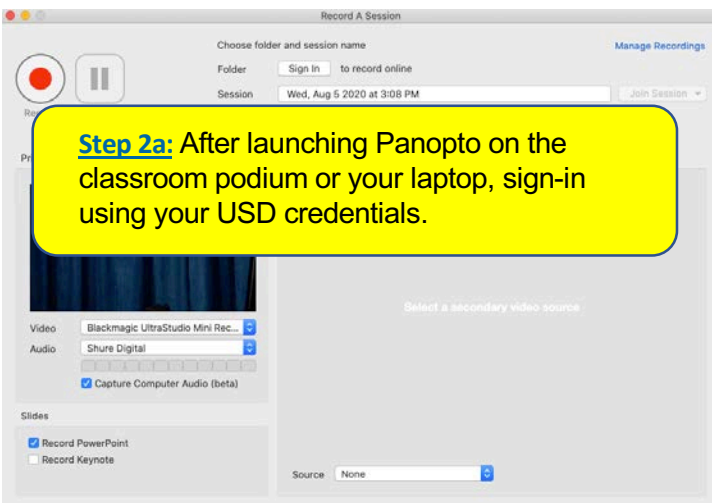 Record A Session
Choose folder and session name
Manage Recordings
Folder
Sign In
to record online
Session
Wed, Aug 5 2020 at 3:08 PM
Join Session
Step 2a: After launching Panopto on the
classroom podium or your laptop, sign-in
using your USD credentials.
Select a secondary video source
Video
Blackmagic UltraStudio Mini Rec...
Audio
Shure Digital
Capture Computer Audio (beta)
Slides
Record PowerPoint
Record Keynote
Source
None